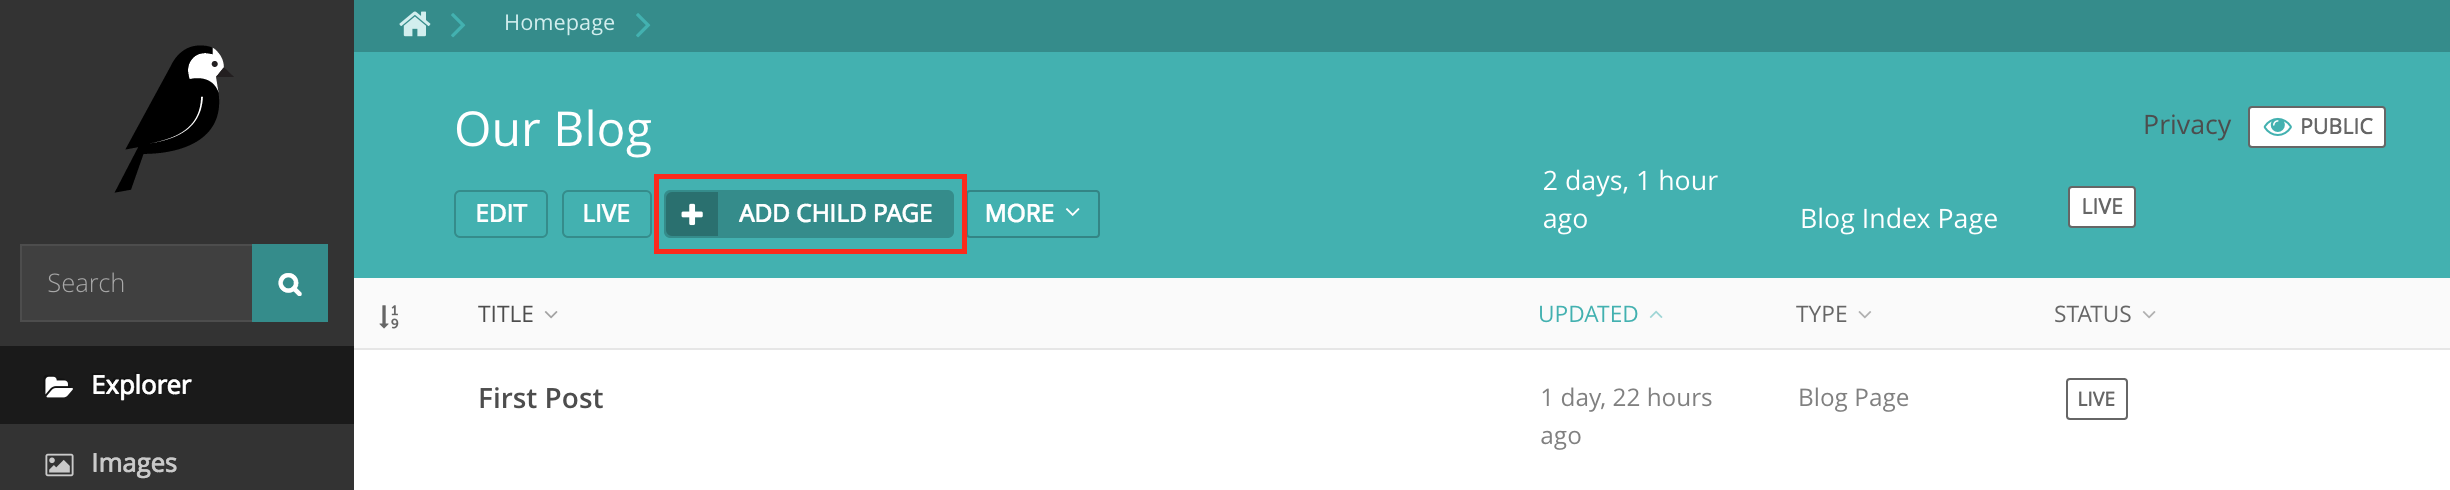 Homepage
Our Blog
Privacy PUBLIC
EDIT LIVE ADD CHILD PAGE MORE
2 days, 1 hour
ago
Blog Index Page
LIVE
Search
TITLE UPDATED TYPE STATUS
Explorer
First Post
1 day, 22 hours
ago
Blog Page
LIVE
Images